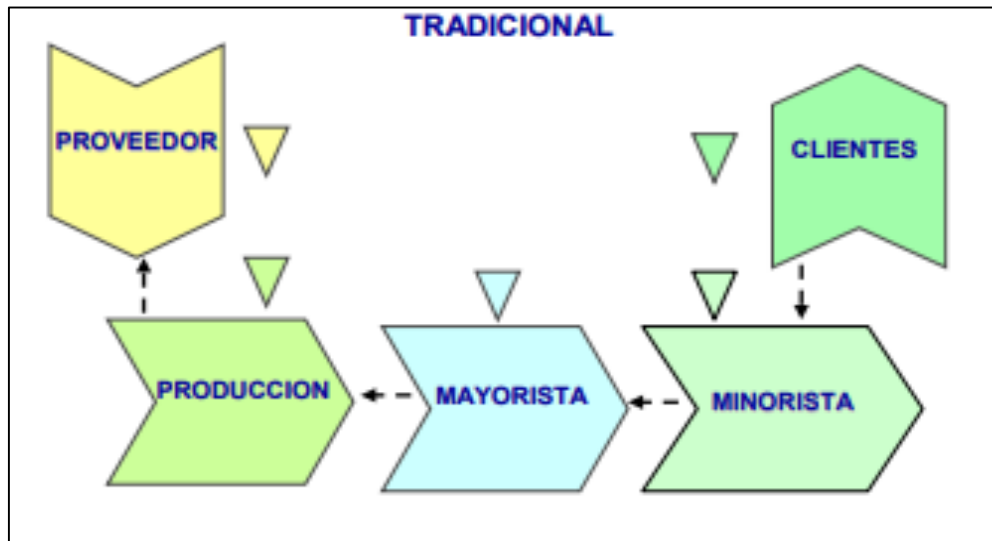 TRADICIONAL
PROVEEDOR
CLIENTES
PRODUCCION
MAYORISTA
MINORISTA